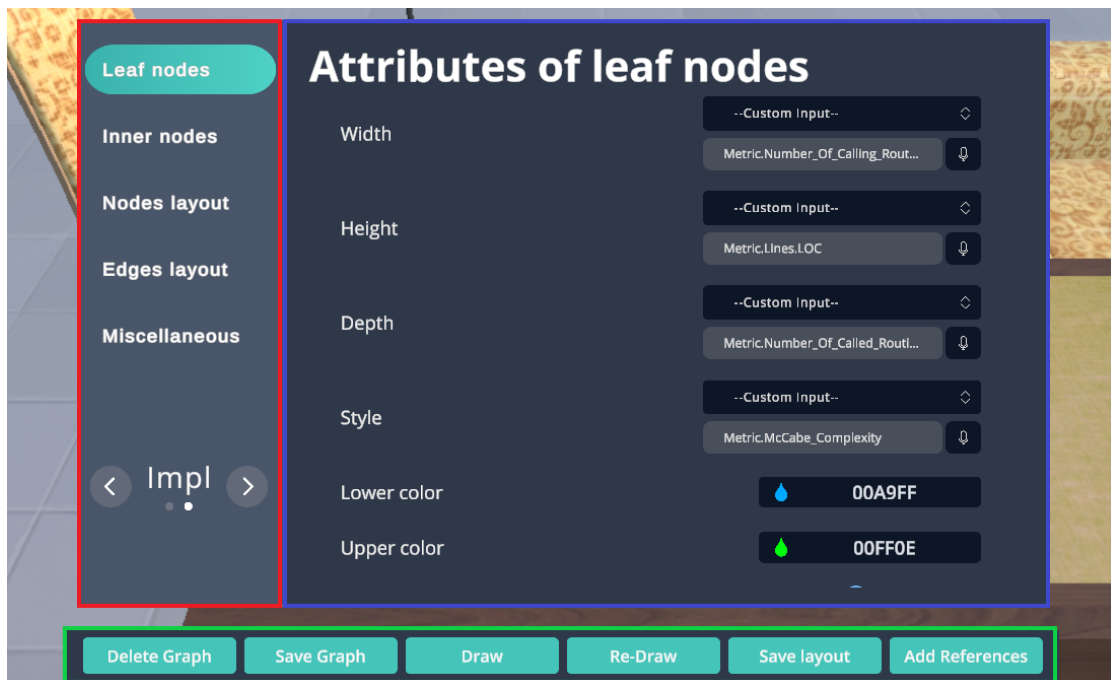 Leaf nodes
Inner nodes
Nodes layout
Edges layout
Miscellaneous
Impl
Attributes of leaf nodes
Width
--Custom Input--
Metric.Number_Of_Calling_Rout...
Height
--Custom Input--
Metric.Lines.LOC
Depth
--Custom Input--
Metric.Number_Of_Called_Routi...
Style
--Custom Input--
Metric.McCabe_Complexity
Lower color
00A9FF
Upper color
00FF0E
Delete Graph
Save Graph
Draw
Re-Draw
Save layout
Add References